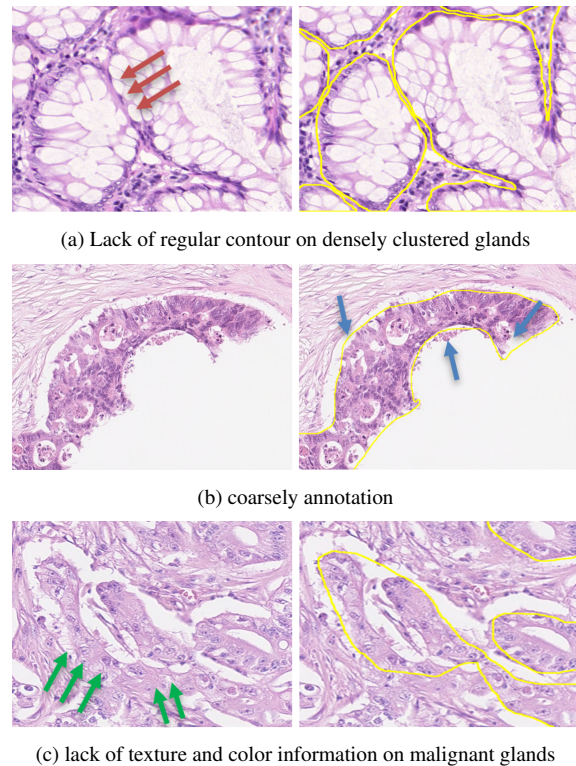 (a) Lack of regular contour on densely clustered glands
(b) coarsely annotation
(c) lack of texture and color information on malignant glands